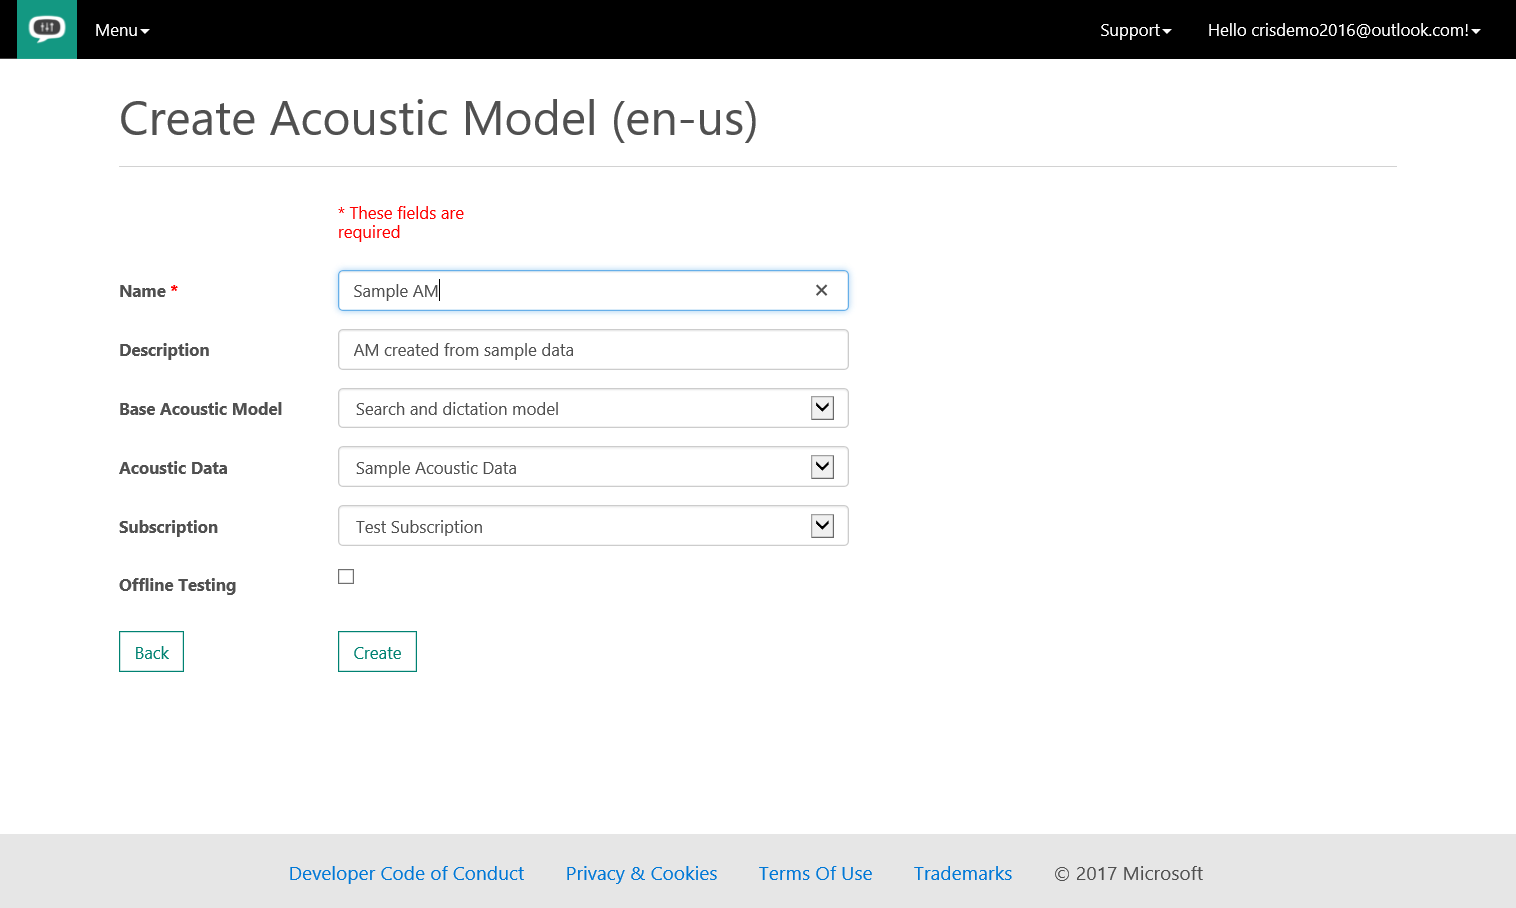 Menu
Support
Hello crisdemo2016@outlook.com!
Create Acoustic Model (en-us)
* These fields are
required
Name *
Sample AM
Description
AM created from sample data
Base Acoustic Model
Search and dictation model
Acoustic Data
Sample Acoustic Data
Subscription
Test Subscription
Offline Testing
Back
Create
Developer Code of Conduct
Privacy & Cookies
Terms Of Use
Trademarks
© 2017 Microsoft